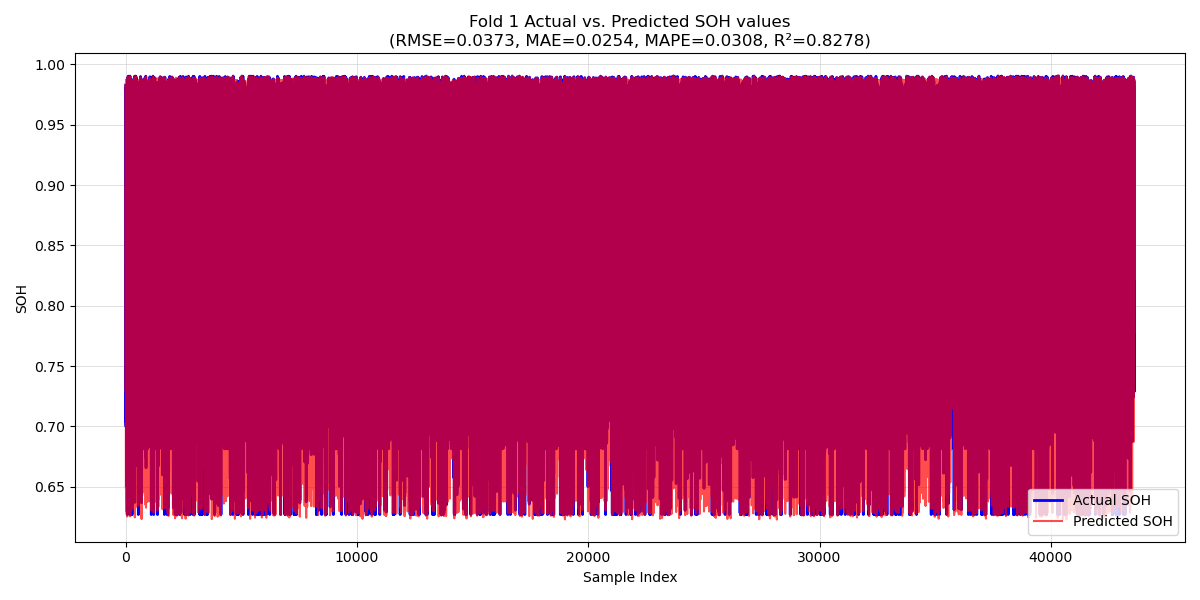 Fold 1 Actual vs. Predicted SOH values
(RMSE=0.0373, MAE=0.0254, MAPE=0.0308, R²=0.8278)
1.00
0.95
0.90
0.85
0.80
0.75
0.70
0.65
SOH
Actual SOH
Predicted SOH
0
10000
20000
30000
40000
Sample Index